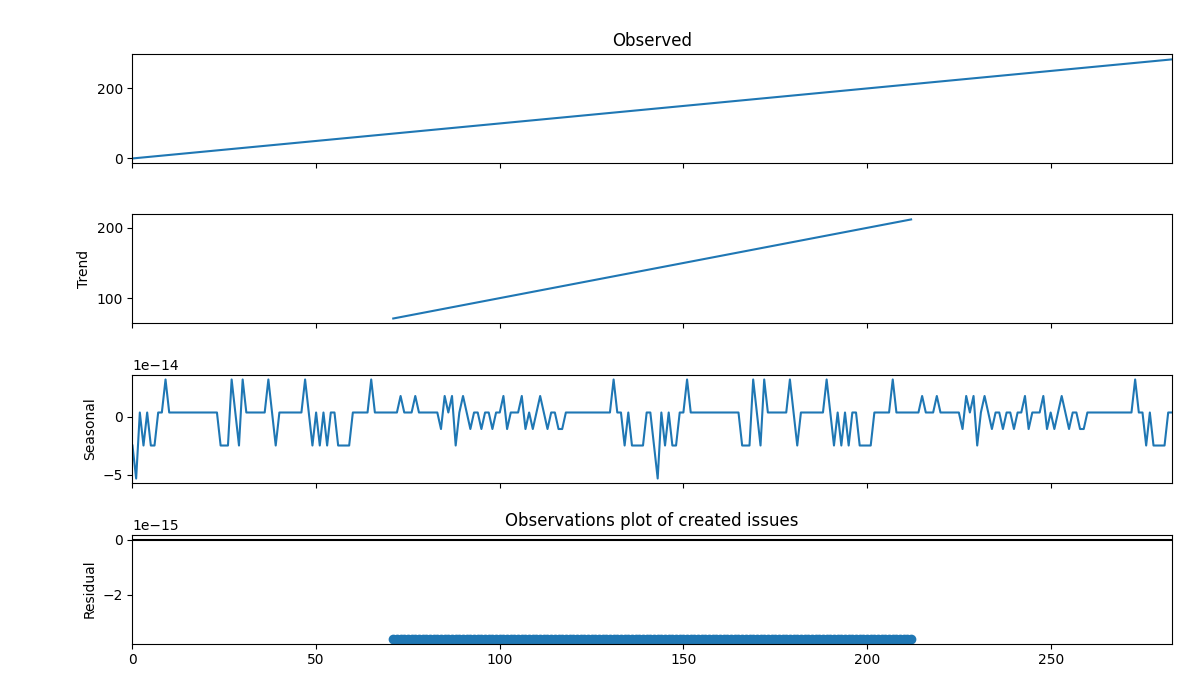 Observed
200
0
Trend
200
100
1e−14
Seasonal
0
−5
Observations plot of created issues
1e−15
Residual
0
−2
0 50 100 150 200 250